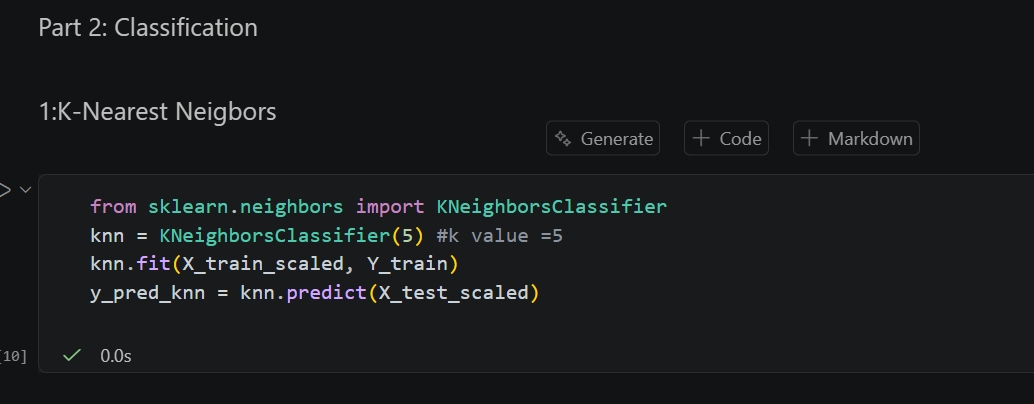 Part 2: Classification
1:K-Nearest Neigbors
Generate
Code
Markdown
from sklearn.neighbors import KNeighborsClassifier
knn = KNeighborsClassifier(5) #k value =5
knn.fit(X_train_scaled, Y_train)
y_pred_knn = knn.predict(X_test_scaled)
[10]
0.0s